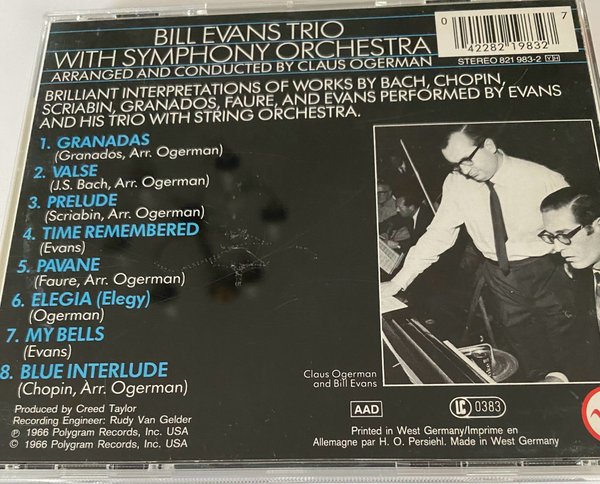 BILL EVANS TRIO
WITH SYMPHONY ORCHESTRA
ARRANGED AND CONDUCTED BY CLAUS OGERMAN
0 42282 19832 7
STEREO 821 983-2 YH
BRILLIANT INTERPRETATIONS OF WORKS BY BACH, CHOPIN,
SCRIABIN, GRANADOS, FAURE, AND EVANS PERFORMED BY EVANS
AND HIS TRIO WITH STRING ORCHESTRA.
1. GRANADAS
(Granados, Arr. Ogerman)
2. VALSE
(J.S. Bach, Arr. Ogerman)
3. PRELUDE
(Scriabin, Arr. Ogerman)
4. TIME REMEMBERED
(Evans)
5. PAVANE
(Faure, Arr. Ogerman)
6. ELEGIA (Elegy)
(Ogerman)
7. MY BELLS
(Evans)
8. BLUE INTERLUDE
(Chopin, Arr. Ogerman)
Claus Ogerman
and Bill Evans
Produced by Creed Taylor
Recording Engineer: Rudy Van Gelder
℗ 1966 Polygram Records, Inc. USA
© 1966 Polygram Records, Inc. USA
AAD
LC 0383
Printed in West Germany/Imprime en
Allemagne par H. O. Persiehl. Made in West Germany